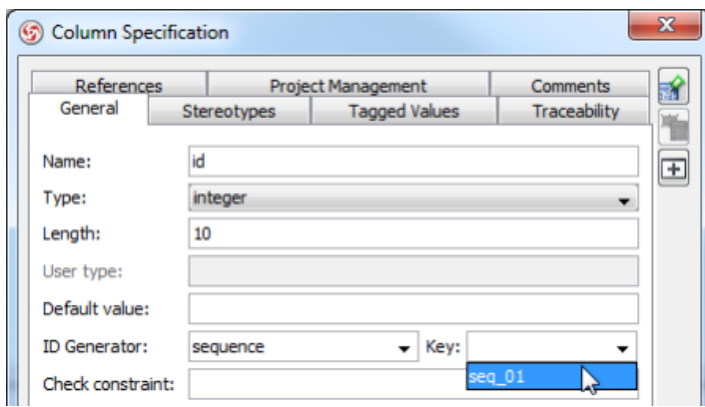 Column Specification
References Project Management Comments
General Stereotypes Tagged Values Traceability
Name: id
Type: integer
Length: 10
User type:
Default value:
ID Generator: sequence Key:
seq_01
Check constraint: